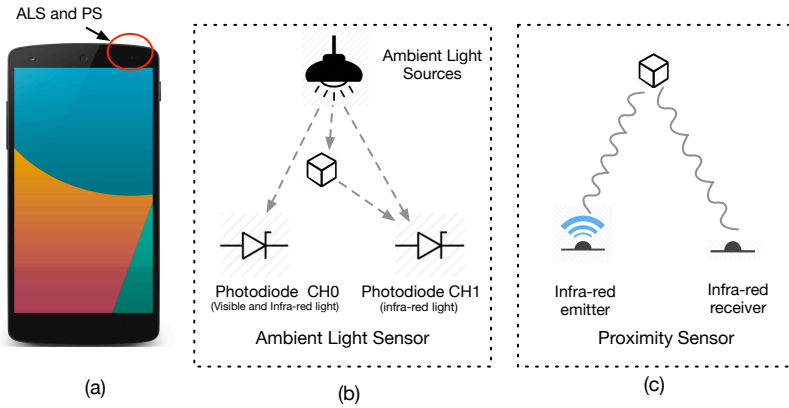 ALS and PS
Ambient Light
Sources
Photodiode CH0
(Visible and Infra-red light)
Photodiode CH1
(infra-red light)
Ambient Light Sensor
Infra-red
emitter
Infra-red
receiver
Proximity Sensor
(a)
(b)
(c)